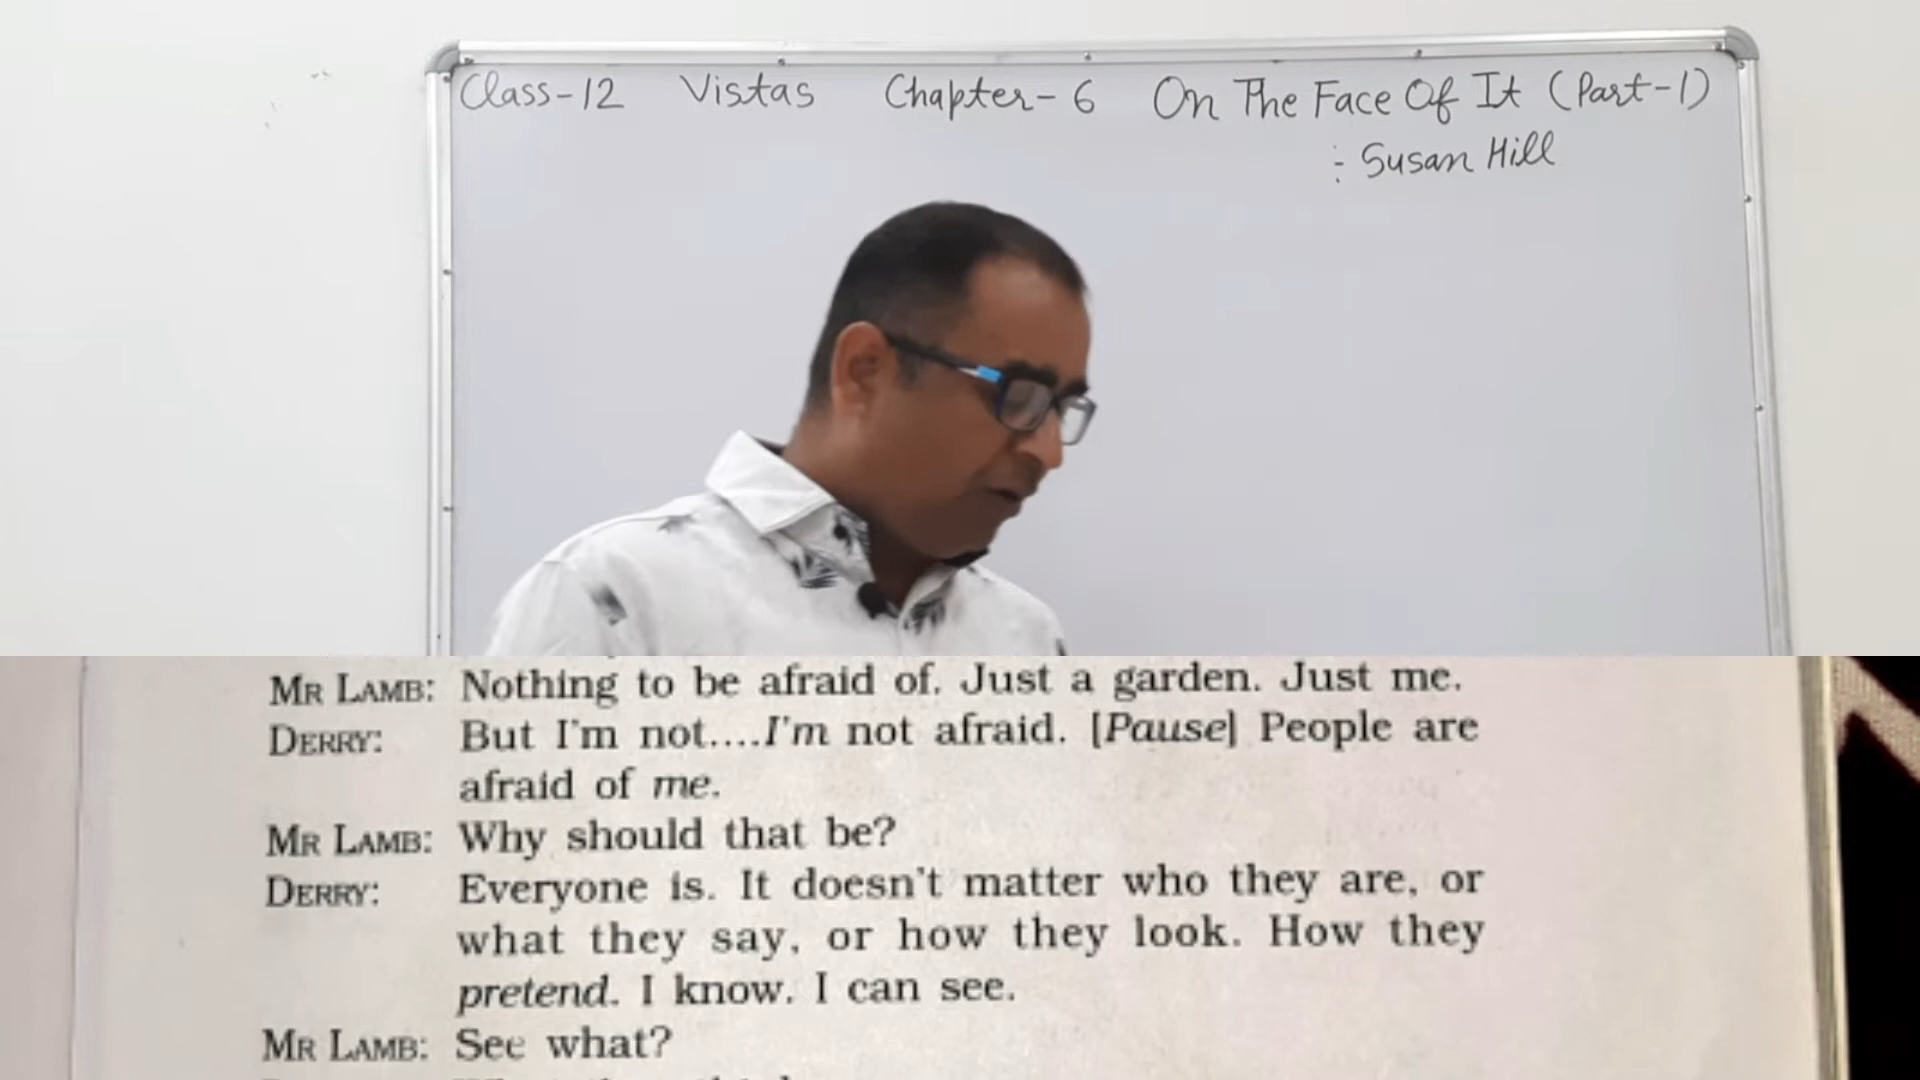 Class-12 Vistas Chapter-6 On The Face Of It (Part-1)
:- Susan Hill
MR LAMB: Nothing to be afraid of. Just a garden. Just me.
DERRY: But I'm not....I'm not afraid. [Pause] People are
afraid of me.
MR LAMB: Why should that be?
DERRY: Everyone is. It doesn't matter who they are, or
what they say, or how they look. How they
pretend. I know. I can see.
MR LAMB: See what?